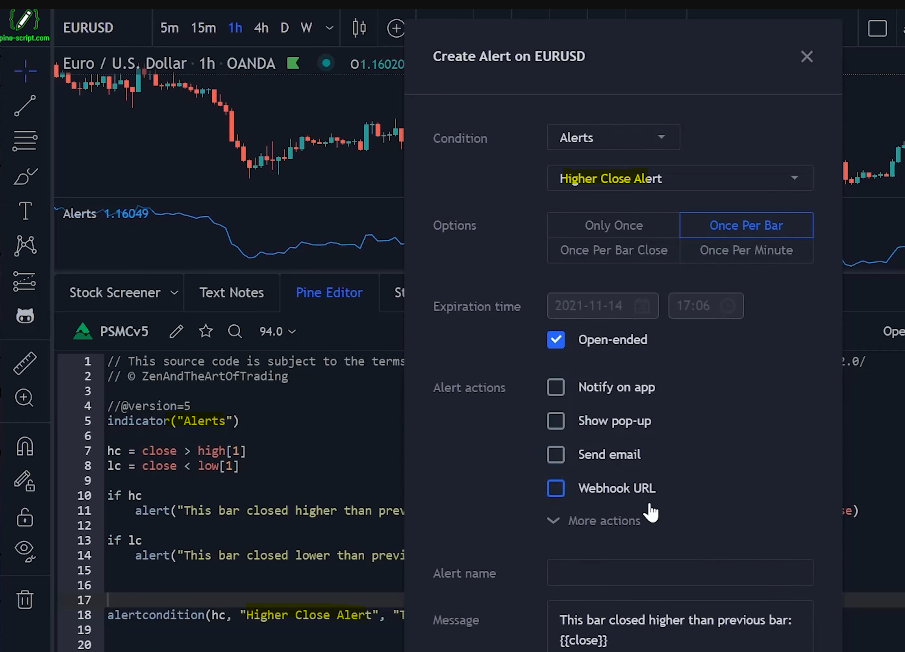 pine-script.com
EURUSD
5m 15m 1h 4h D W
Euro / U.S. Dollar · 1h · OANDA
O1.16020
Alerts 1.16049
Stock Screener
Text Notes
Pine Editor
PSMCv5
94.0
1 // This source code is subject to the terms
2.0/
2 // © ZenAndTheArtOfTrading
3
4 //@version=5
5 indicator("Alerts")
6
7 hc = close > high[1]
8 lc = close < low[1]
9
10 if hc
11 alert("This bar closed higher than prev
se)
12
13 if lc
14 alert("This bar closed lower than previ
15
16
17
18 alertcondition(hc, "Higher Close Alert", "T
19
20
Create Alert on EURUSD
Condition
Alerts
Higher Close Alert
Options
Only Once
Once Per Bar
Once Per Bar Close
Once Per Minute
Expiration time
2021-11-14
17:06
Open-ended
Alert actions
Notify on app
Show pop-up
Send email
Webhook URL
More actions
Alert name
Message
This bar closed higher than previous bar:
{{close}}